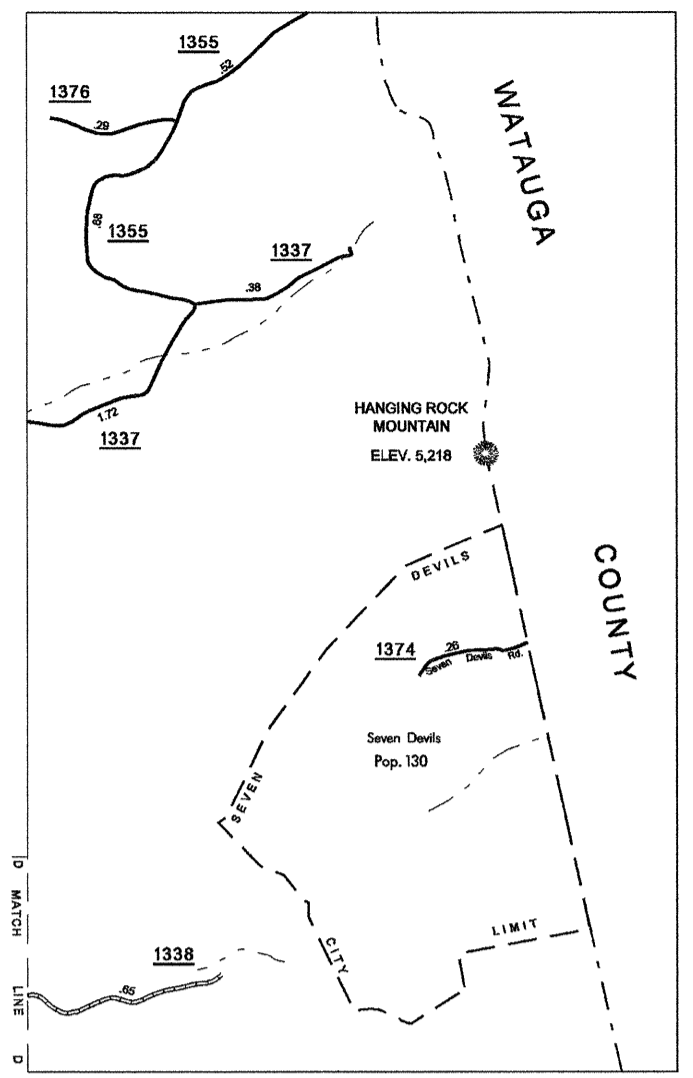 1355
.52
1376
.29
WATAUGA
.88
1355
1337
.38
1.72
1337
HANGING ROCK
MOUNTAIN
ELEV. 5,218
COUNTY
DEVILS
1374
.26
Seven Devils Rd.
Seven Devils
Pop. 130
SEVEN
CITY
LIMIT
1338
.65
D MATCH LINE D